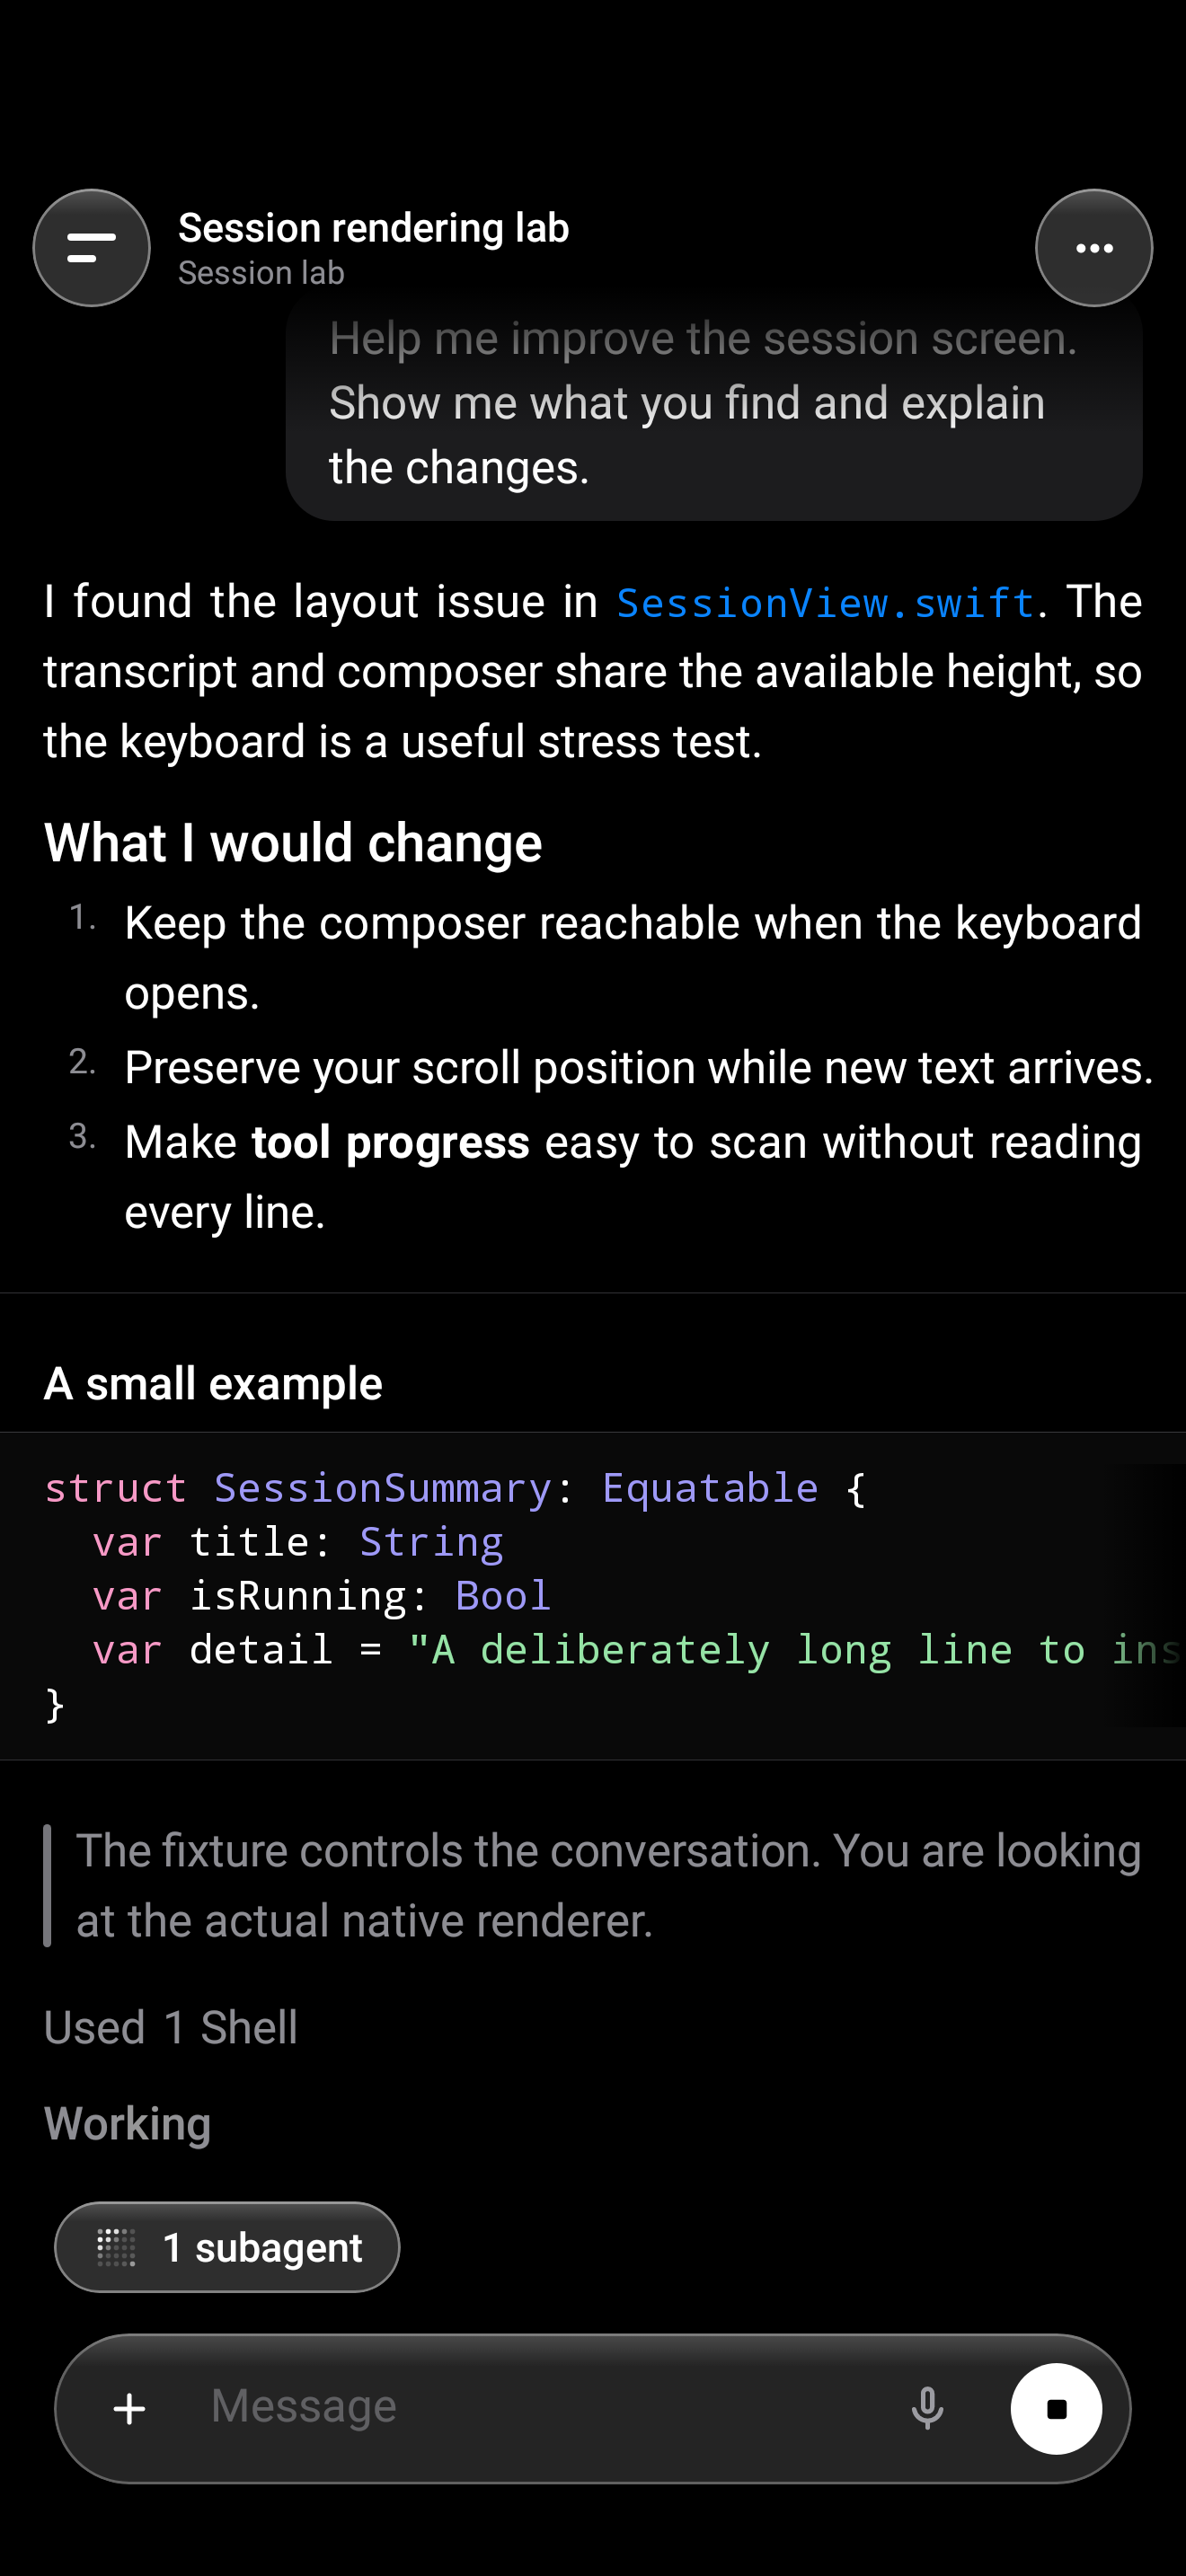 Session rendering lab
Session lab
Help me improve the session screen.
Show me what you find and explain
the changes.
I found the layout issue in SessionView.swift. The
transcript and composer share the available height, so
the keyboard is a useful stress test.
What I would change
1. Keep the composer reachable when the keyboard
opens.
2. Preserve your scroll position while new text arrives.
3. Make tool progress easy to scan without reading
every line.
A small example
struct SessionSummary: Equatable {
  var title: String
  var isRunning: Bool
  var detail = "A deliberately long line to ins
}
The fixture controls the conversation. You are looking
at the actual native renderer.
Used 1 Shell
Working
1 subagent
Message